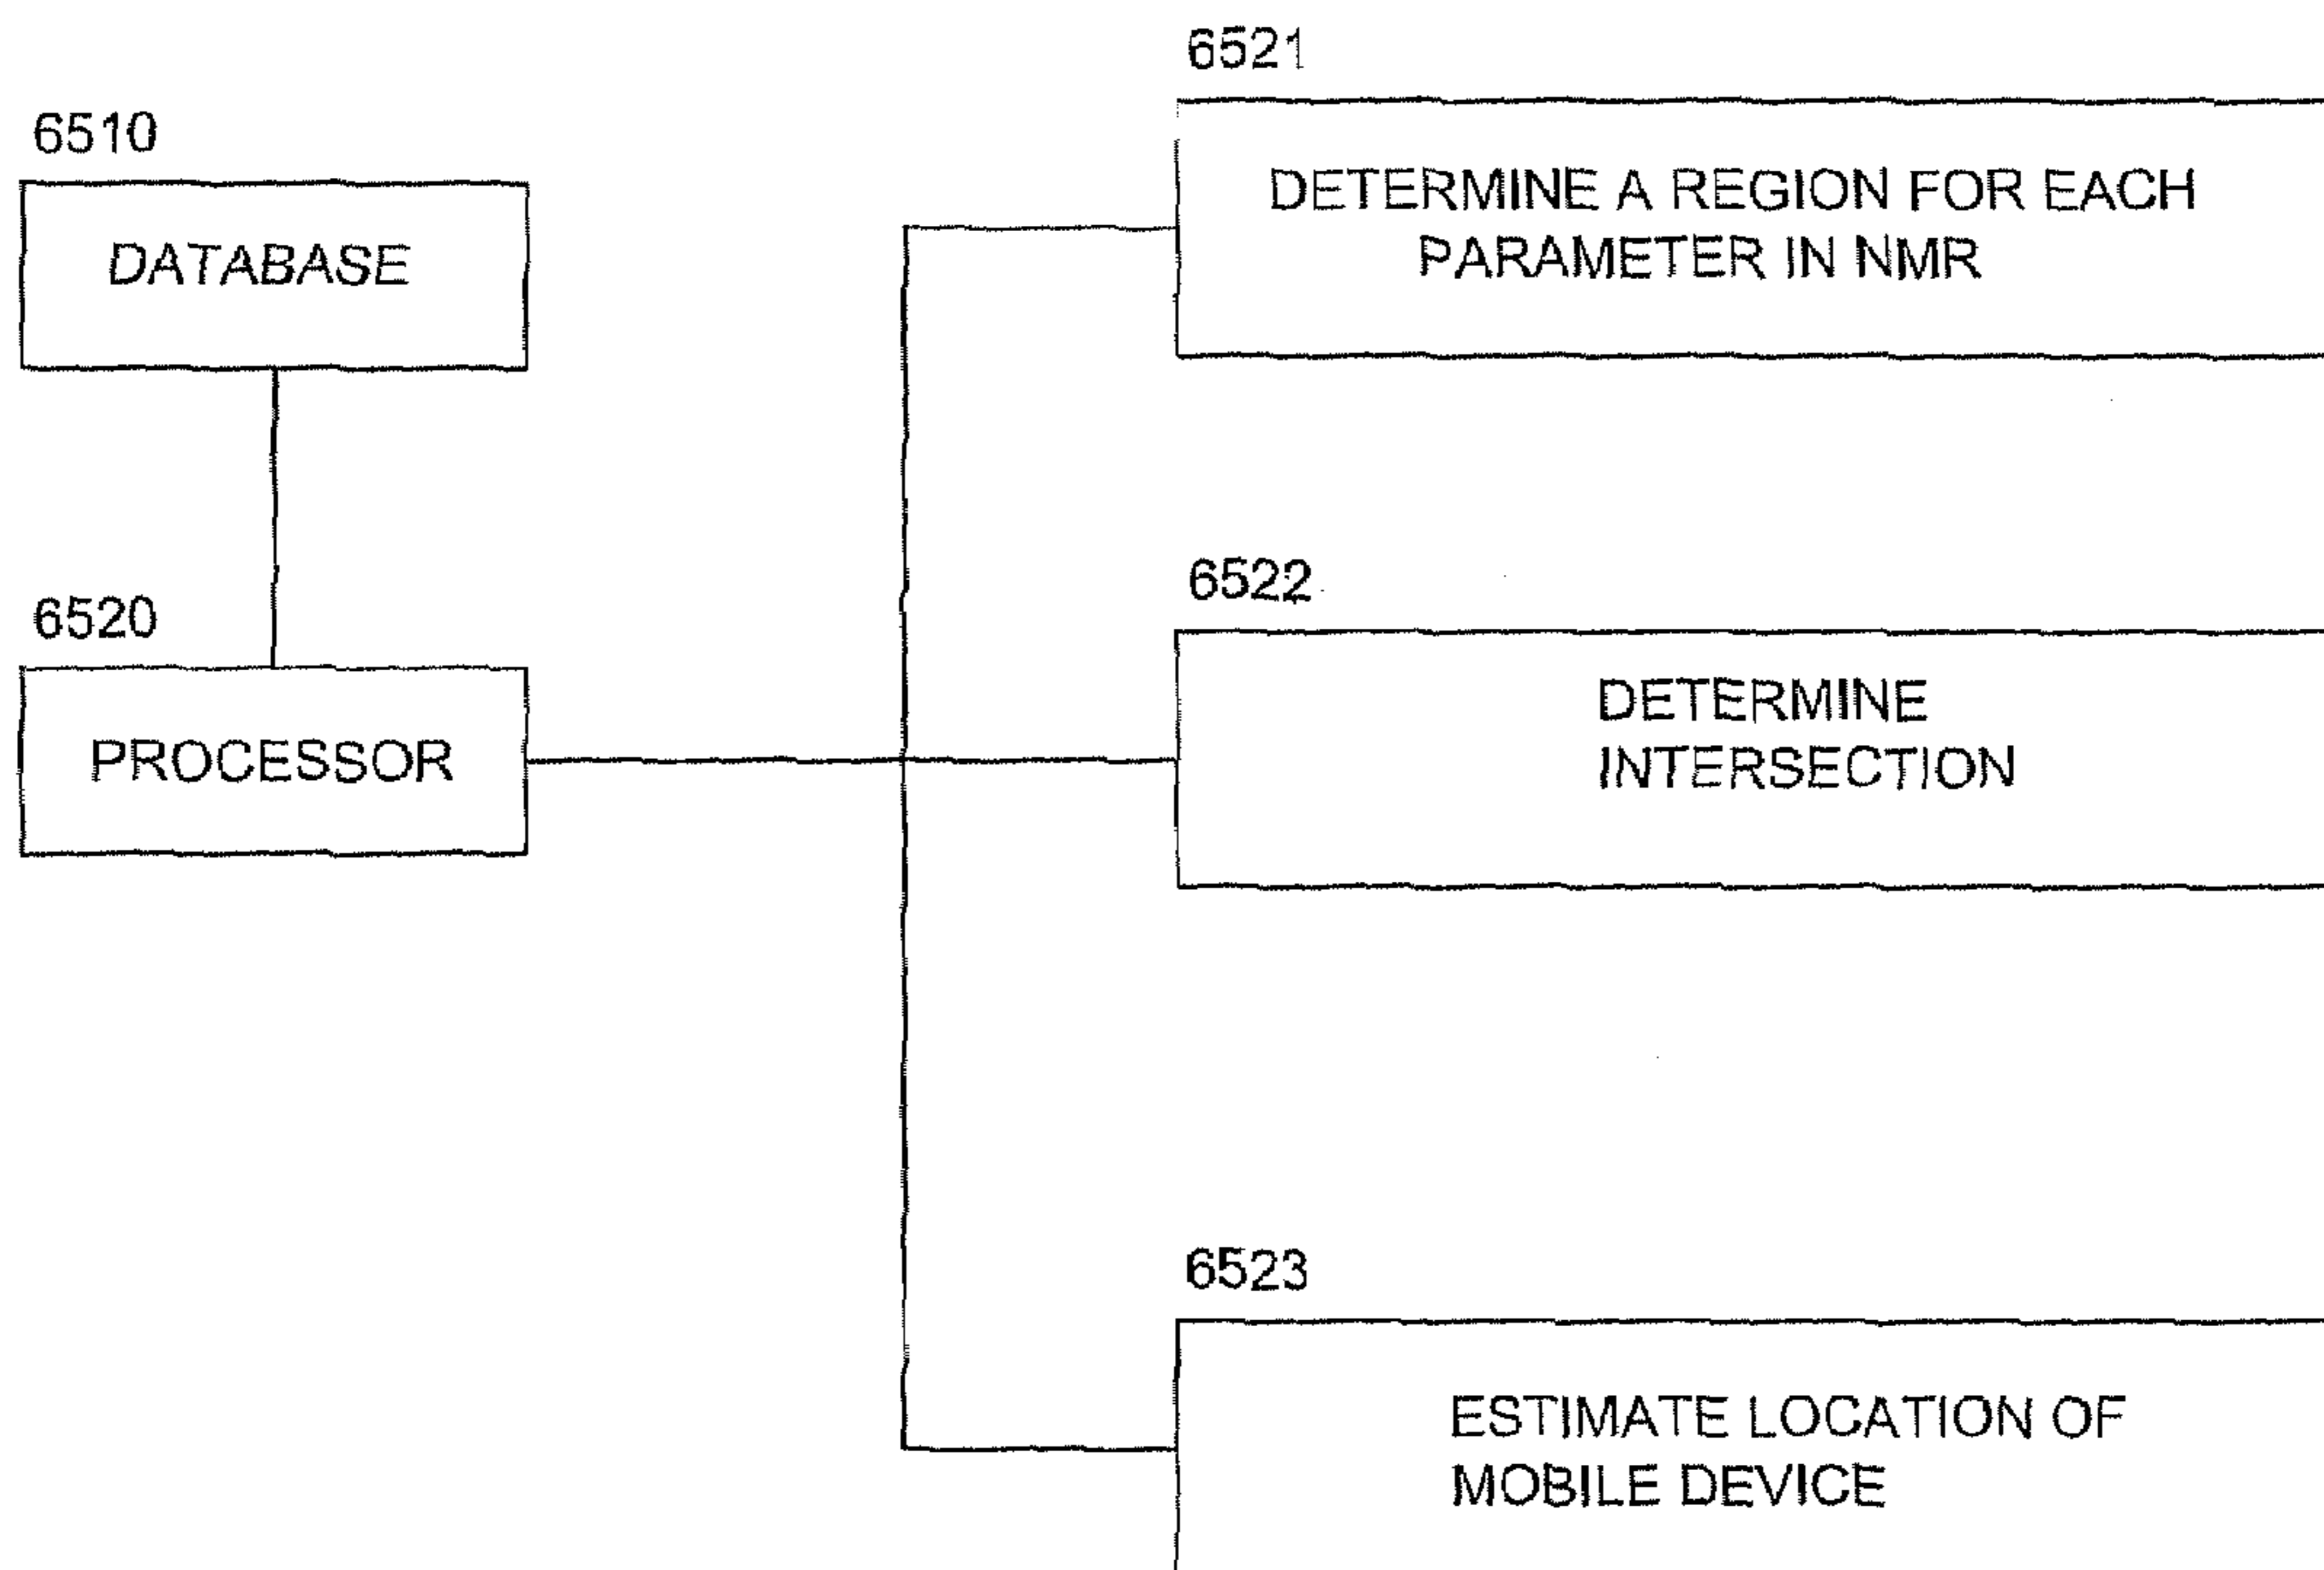 6510
DATABASE
6520
PROCESSOR
6521
DETERMINE A REGION FOR EACH
PARAMETER IN NMR
6522
DETERMINE
INTERSECTION
6523
ESTIMATE LOCATION OF
MOBILE DEVICE